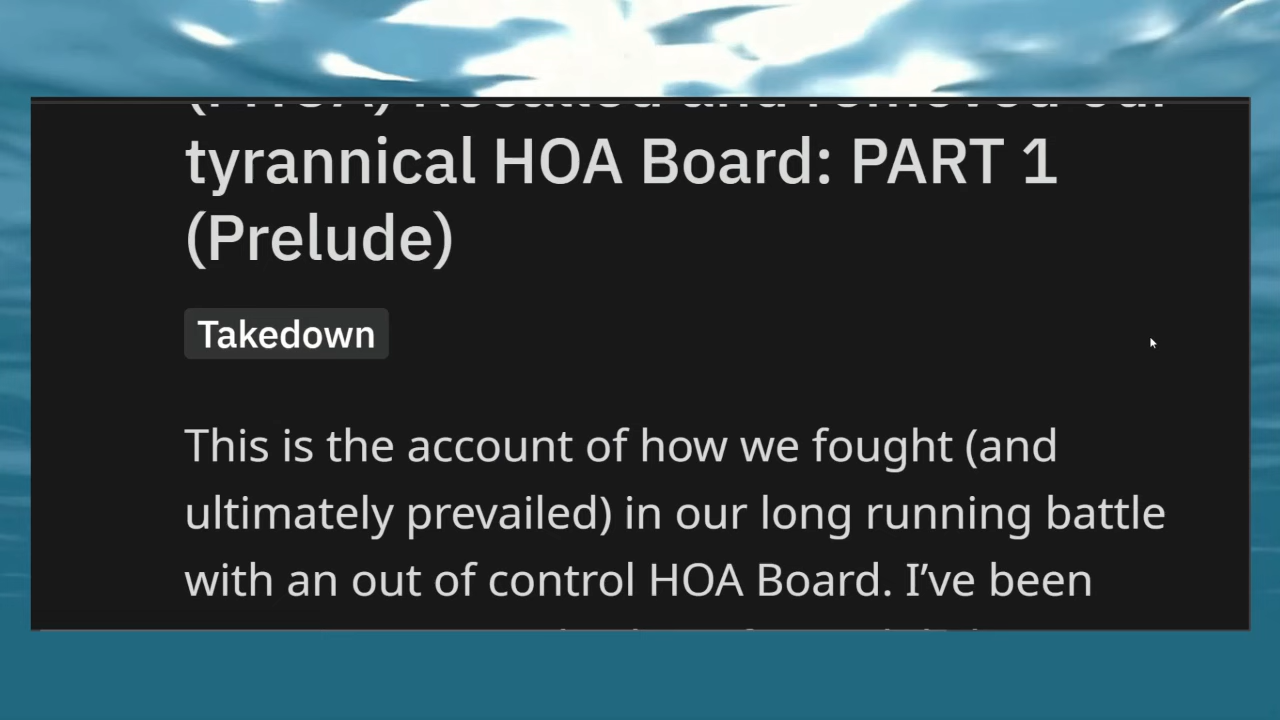 tyrannical HOA Board: PART 1
(Prelude)
Takedown
This is the account of how we fought (and
ultimately prevailed) in our long running battle
with an out of control HOA Board. I’ve been